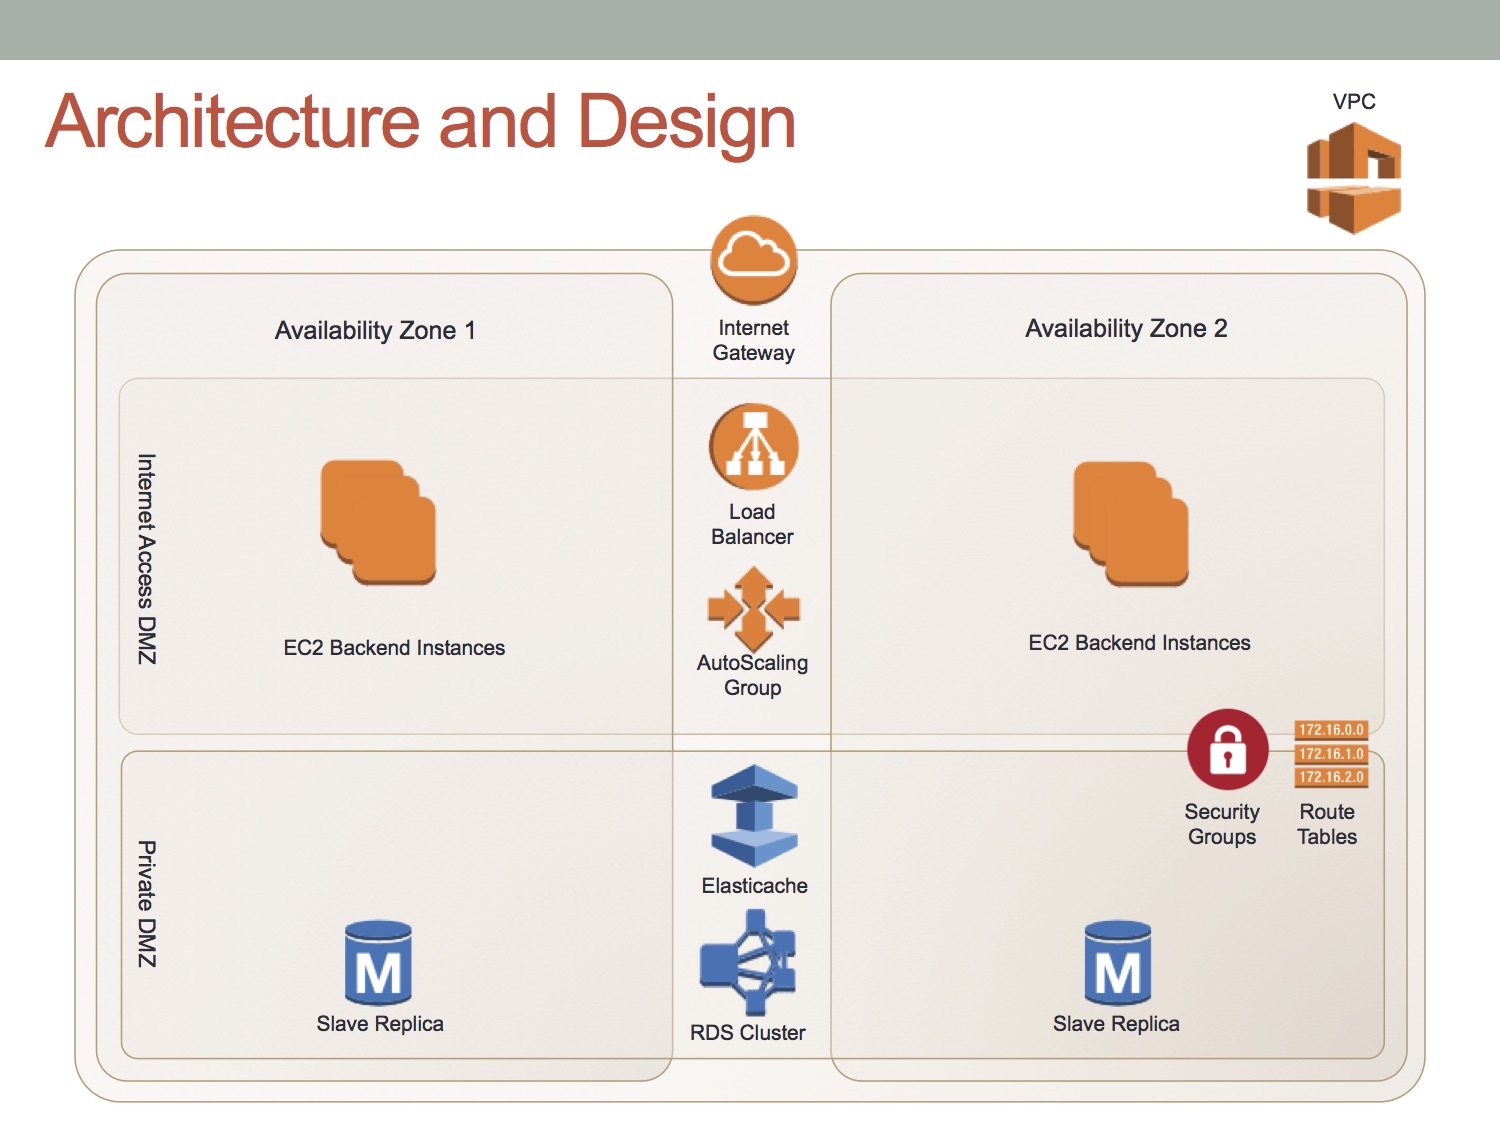 Architecture and Design
VPC
Internet
Gateway
Availability Zone 1
Availability Zone 2
Internet Access DMZ
Load
Balancer
AutoScaling
Group
EC2 Backend Instances
EC2 Backend Instances
172.16.0.0
172.16.1.0
172.16.2.0
Security
Groups
Route
Tables
Private DMZ
Elasticache
M
Slave Replica
RDS Cluster
M
Slave Replica